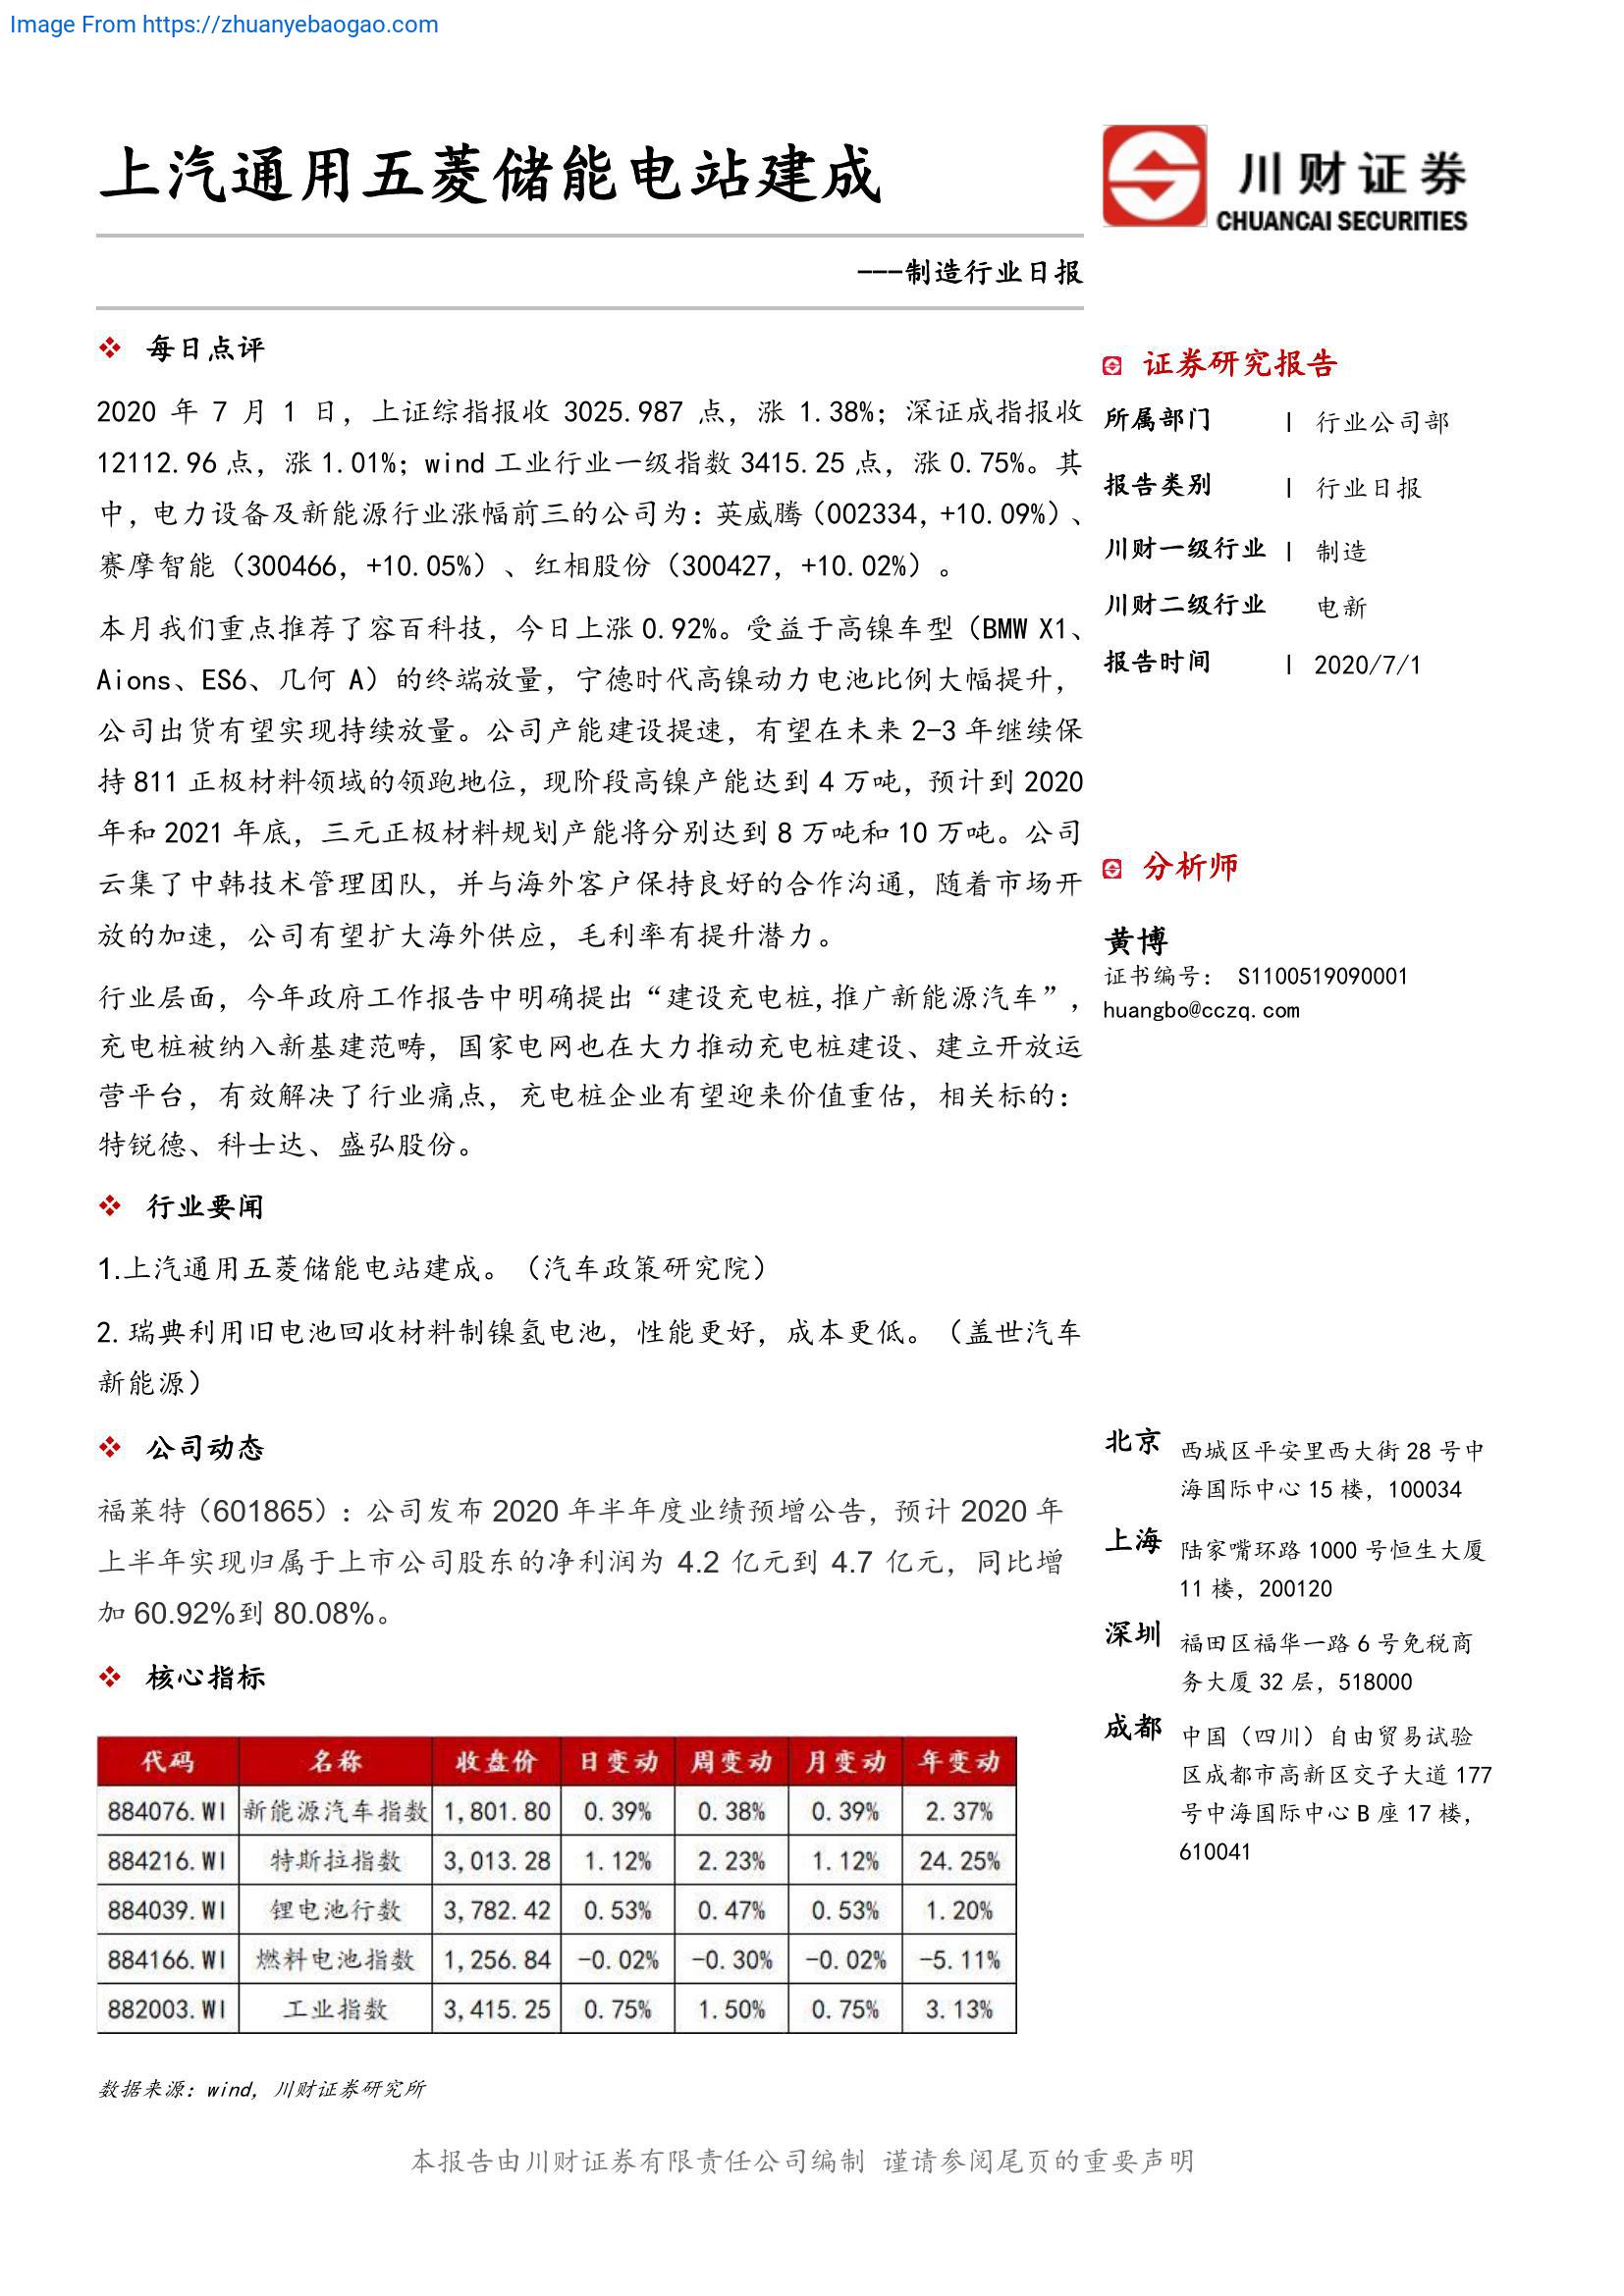 Image From https://zhuanyebaogao.com
上汽通用五菱储能电站建成
---制造行业日报
川财证券
CHUANCAI SECURITIES
每日点评
2020 年 7 月 1 日，上证综指报收 3025.987 点，涨 1.38%；深证成指报收
12112.96 点，涨 1.01%；wind 工业行业一级指数 3415.25 点，涨 0.75%。其
中，电力设备及新能源行业涨幅前三的公司为：英威腾（002334，+10.09%）、
赛摩智能（300466，+10.05%）、红相股份（300427，+10.02%）。
本月我们重点推荐了容百科技，今日上涨 0.92%。受益于高镍车型（BMW X1、
Aions、ES6、几何 A）的终端放量，宁德时代高镍动力电池比例大幅提升，
公司出货有望实现持续放量。公司产能建设提速，有望在未来 2-3 年继续保
持 811 正极材料领域的领跑地位，现阶段高镍产能达到 4 万吨，预计到 2020
年和 2021 年底，三元正极材料规划产能将分别达到 8 万吨和 10 万吨。公司
云集了中韩技术管理团队，并与海外客户保持良好的合作沟通，随着市场开
放的加速，公司有望扩大海外供应，毛利率有提升潜力。
行业层面，今年政府工作报告中明确提出“建设充电桩,推广新能源汽车”，
充电桩被纳入新基建范畴，国家电网也在大力推动充电桩建设、建立开放运
营平台，有效解决了行业痛点，充电桩企业有望迎来价值重估，相关标的：
特锐德、科士达、盛弘股份。
行业要闻
1.上汽通用五菱储能电站建成。（汽车政策研究院）
2. 瑞典利用旧电池回收材料制镍氢电池，性能更好，成本更低。（盖世汽车
新能源）
公司动态
福莱特（601865）：公司发布 2020 年半年度业绩预增公告，预计 2020 年
上半年实现归属于上市公司股东的净利润为 4.2 亿元到 4.7 亿元，同比增
加 60.92%到 80.08%。
核心指标
代码 名称 收盘价 日变动 周变动 月变动 年变动
884076.WI 新能源汽车指数 1,801.80 0.39% 0.38% 0.39% 2.37%
884216.WI 特斯拉指数 3,013.28 1.12% 2.23% 1.12% 24.25%
884039.WI 锂电池行数 3,782.42 0.53% 0.47% 0.53% 1.20%
884166.WI 燃料电池指数 1,256.84 -0.02% -0.30% -0.02% -5.11%
882003.WI 工业指数 3,415.25 0.75% 1.50% 0.75% 3.13%
数据来源：wind，川财证券研究所
证券研究报告
所属部门 | 行业公司部
报告类别 | 行业日报
川财一级行业 | 制造
川财二级行业 电新
报告时间 | 2020/7/1
分析师
黄博
证书编号： S1100519090001
huangbo@cczq.com
北京 西城区平安里西大街 28 号中
海国际中心 15 楼，100034
上海 陆家嘴环路 1000 号恒生大厦
11 楼，200120
深圳 福田区福华一路 6 号免税商
务大厦 32 层，518000
成都 中国（四川）自由贸易试验
区成都市高新区交子大道 177
号中海国际中心 B 座 17 楼，
610041
本报告由川财证券有限责任公司编制 谨请参阅尾页的重要声明